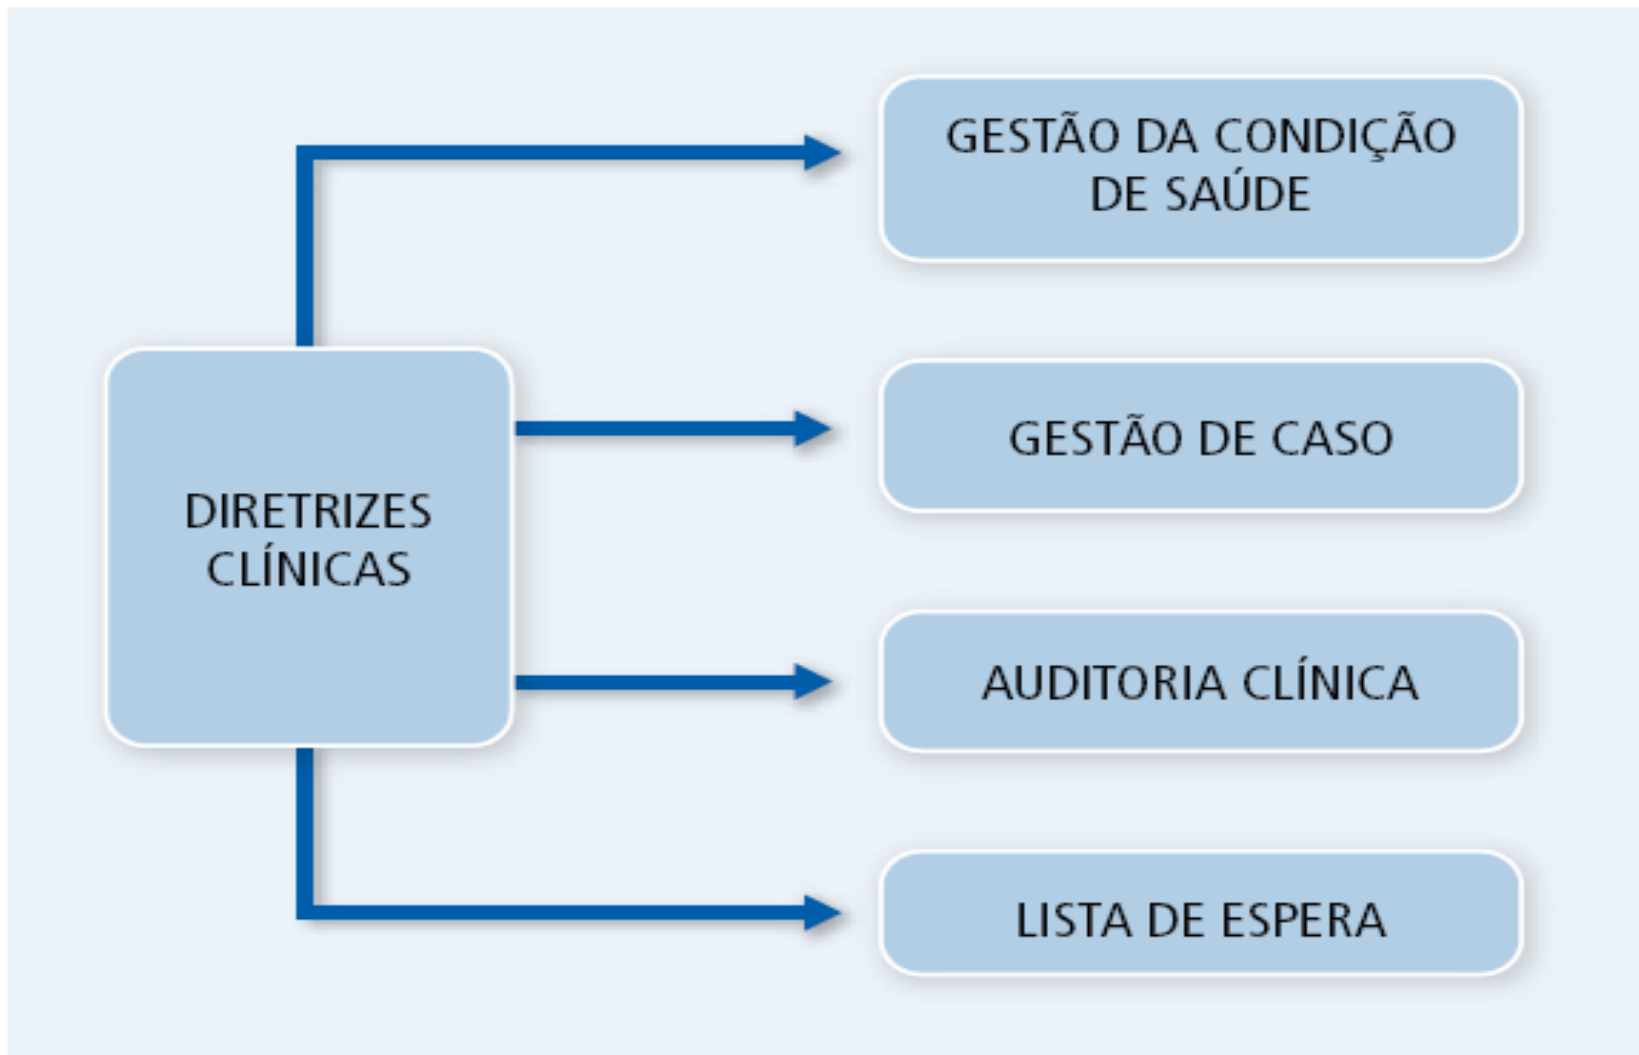 GESTÃO DA CONDIÇÃO
DE SAÚDE
GESTÃO DE CASO
DIRETRIZES
CLÍNICAS
AUDITORIA CLÍNICA
LISTA DE ESPERA